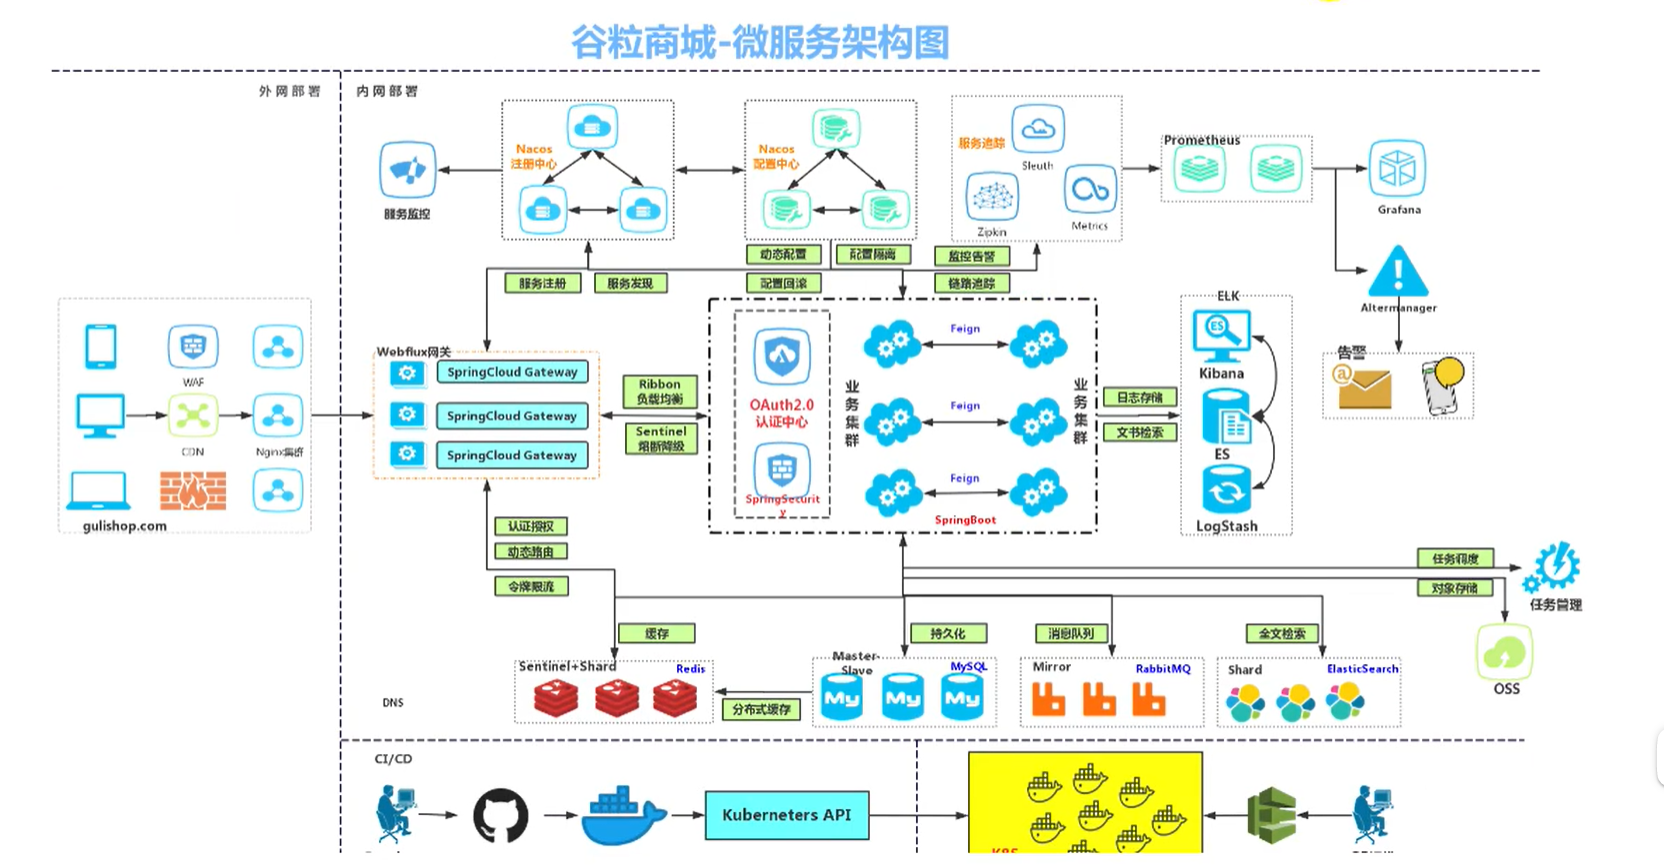 谷粒商城-微服务架构图
外网部署
内网部署
Nacos
注册中心
Nacos
配置中心
服务追踪
Sleuth
Zipkin
Metrics
Prometheus
Grafana
服务监控
动态配置
配置隔离
监控告警
服务注册
服务发现
配置回滚
链路追踪
Altermanager
告警
ELK
Kibana
ES
ES
LogStash
WAF
CDN
Nginx集群
gulishop.com
Webflux网关
SpringCloud Gateway
SpringCloud Gateway
SpringCloud Gateway
Ribbon
负载均衡
Sentinel
熔断降级
OAuth2.0
认证中心
SpringSecurit
y
业务集群
Feign
Feign
Feign
业务集群
SpringBoot
日志存储
文书检索
认证授权
动态路由
令牌限流
任务调度
对象存储
任务管理
OSS
缓存
持久化
消息队列
全文检索
Sentinel+Shard
Redis
Master-
Slave
MySQL
My
My
My
Mirror
RabbitMQ
Shard
ElasticSearch
分布式缓存
DNS
CI/CD
Kuberneters API